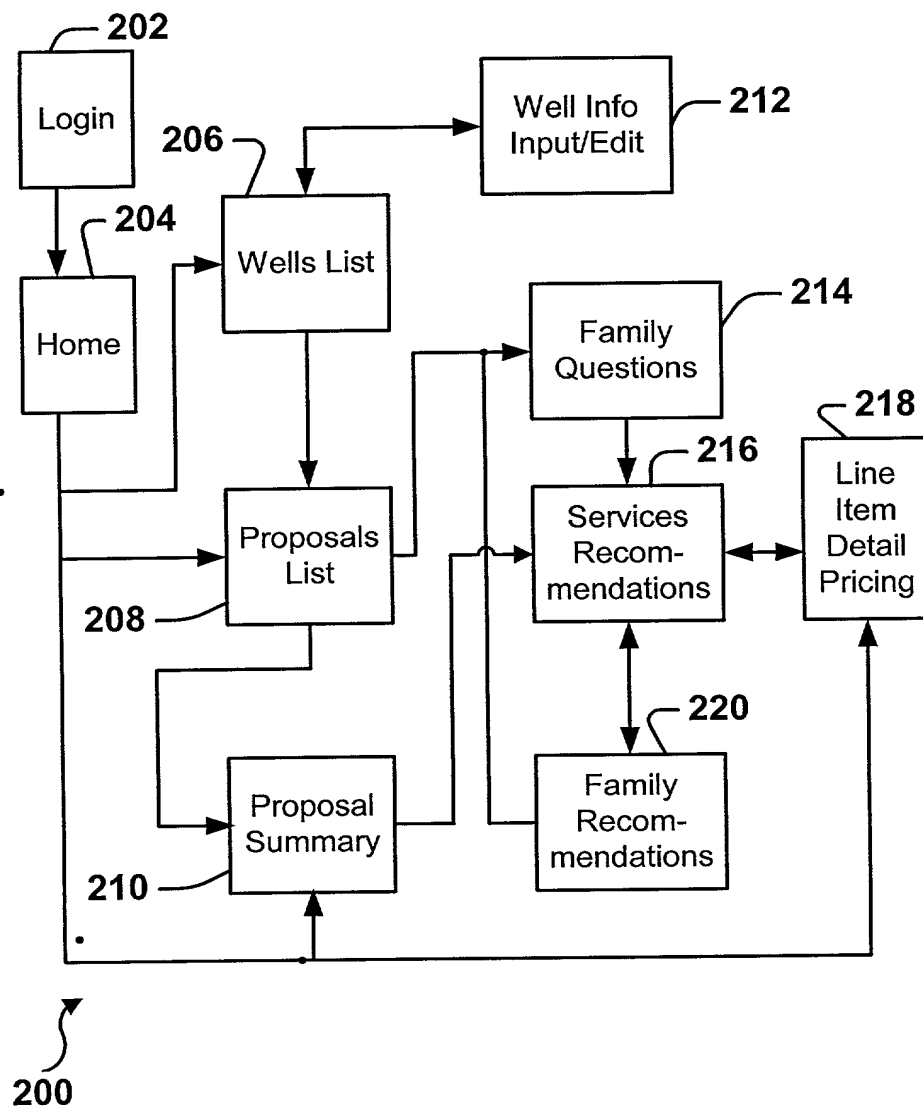 202
Login
212
Well Info
Input/Edit
206
204
Wells List
Home
214
Family
Questions
218
216
Line
Item
Detail
Pricing
Services
Recom-
mendations
Proposals
List
208
220
Family
Recom-
mendations
Proposal
Summary
210
200